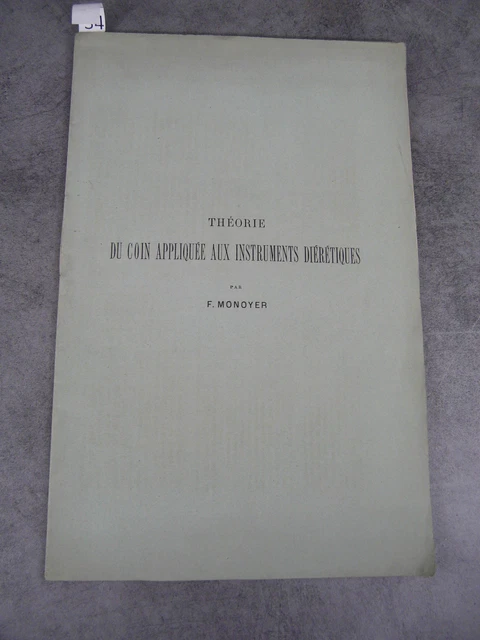 THÉORIE
DU COIN APPLIQUÉE AUX INSTRUMENTS DIÉRÉTIQUES
PAR
F. MONOYER